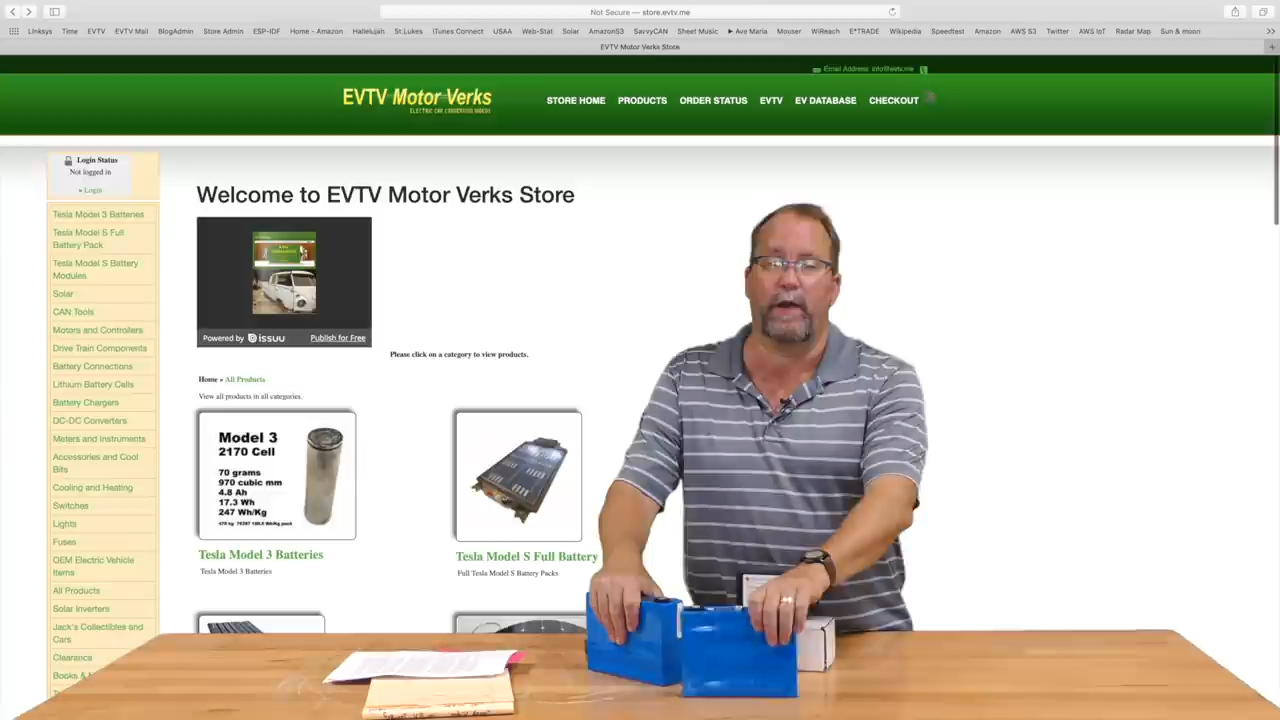 Not Secure — store.evtv.me
Linksys Time EVTV EVTV Mail BlogAdmin Store Admin ESP-IDF Home - Amazon Hallelujah St.Lukes iTunes Connect USAA Web-Stat Solar AmazonS3 SavvyCAN Sheet Music ▶ Ave Maria Mouser WiReach E*TRADE Wikipedia Speedtest Amazon AWS S3 Twitter AWS IoT Radar Map Sun & moon
EVTV Motor Verks Store
Email Address: info@evtv.me
EVTV Motor Verks
ELECTRIC CAR CONVERSION VIDEOS
STORE HOME PRODUCTS ORDER STATUS EVTV EV DATABASE CHECKOUT
Login Status
Not logged in
» Login
Tesla Model 3 Batteries
Tesla Model S Full
Battery Pack
Tesla Model S Battery
Modules
Solar
CAN Tools
Motors and Controllers
Drive Train Components
Battery Connections
Lithium Battery Cells
Battery Chargers
DC-DC Converters
Meters and Instruments
Accessories and Cool
Bits
Cooling and Heating
Switches
Lights
Fuses
OEM Electric Vehicle
Items
All Products
Solar Inverters
Jack's Collectibles and
Cars
Clearance
Books &
Welcome to EVTV Motor Verks Store
Powered by issuu Publish for Free
Please click on a category to view products.
Home » All Products
View all products in all categories.
Model 3
2170 Cell
70 grams
970 cubic mm
4.8 Ah
17.3 Wh
247 Wh/Kg
Tesla Model 3 Batteries
Tesla Model 3 Batteries
Tesla Model S Full Battery
Full Tesla Model S Battery Packs